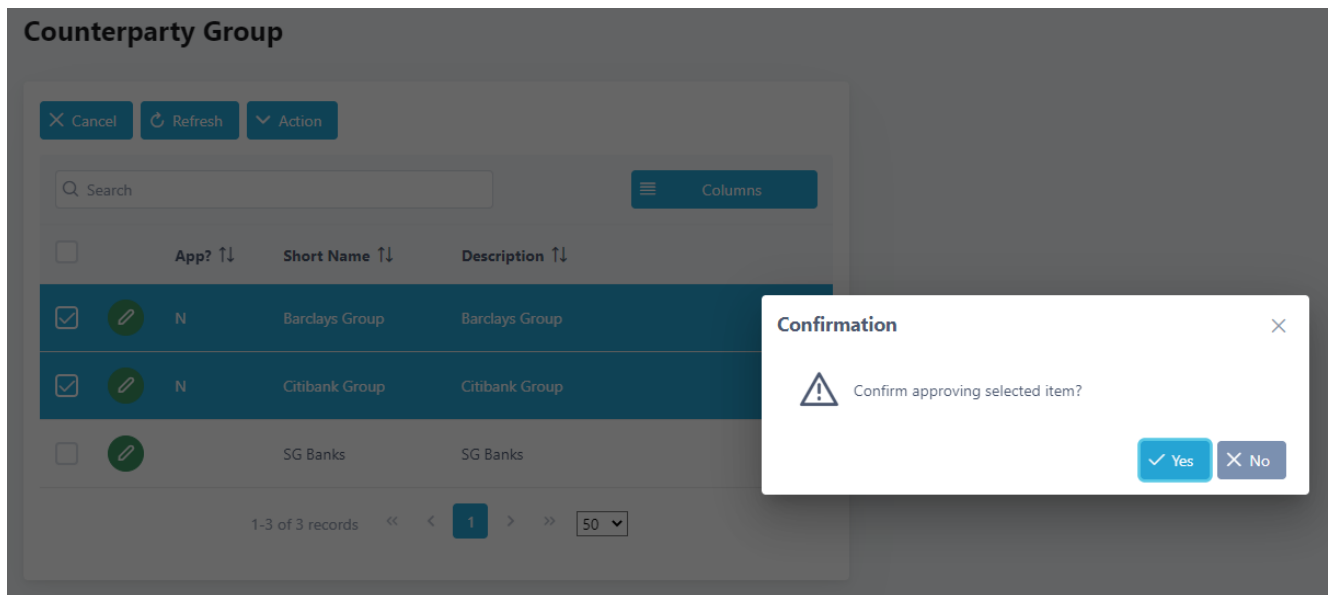 Counterparty Group
Cancel Refresh Action
Search Columns
App? Short Name Description
N Barclays Group Barclays Group
Confirmation
Confirm approving selected item?
N Citibank Group Citibank Group
Yes No
SG Banks SG Banks
1-3 of 3 records << < 1 > >> 50